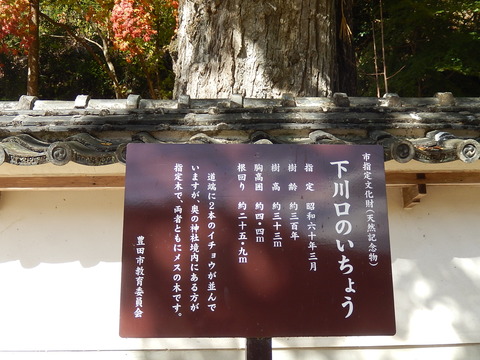 市指定文化財(天然記念物)
下川口のいちょう
指定 昭和六十年三月
樹齢 約三百年
樹高 約三十三m
胸高囲 約四・四m
根回り 約二十五・九m
道端に2本のイチョウが並んで
いますが、奥の神社境内にある方が
指定木で、両者ともにメスの木です。
豊田市教育委員会